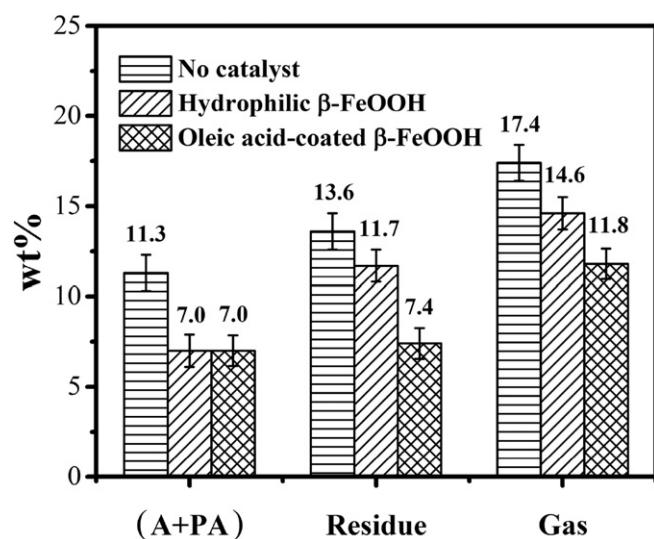 25
20
15
10
5
0
wt%
No catalyst
Hydrophilic β-FeOOH
Oleic acid-coated β-FeOOH
11.3
7.0
7.0
13.6
11.7
7.4
17.4
14.6
11.8
(A+PA)
Residue
Gas